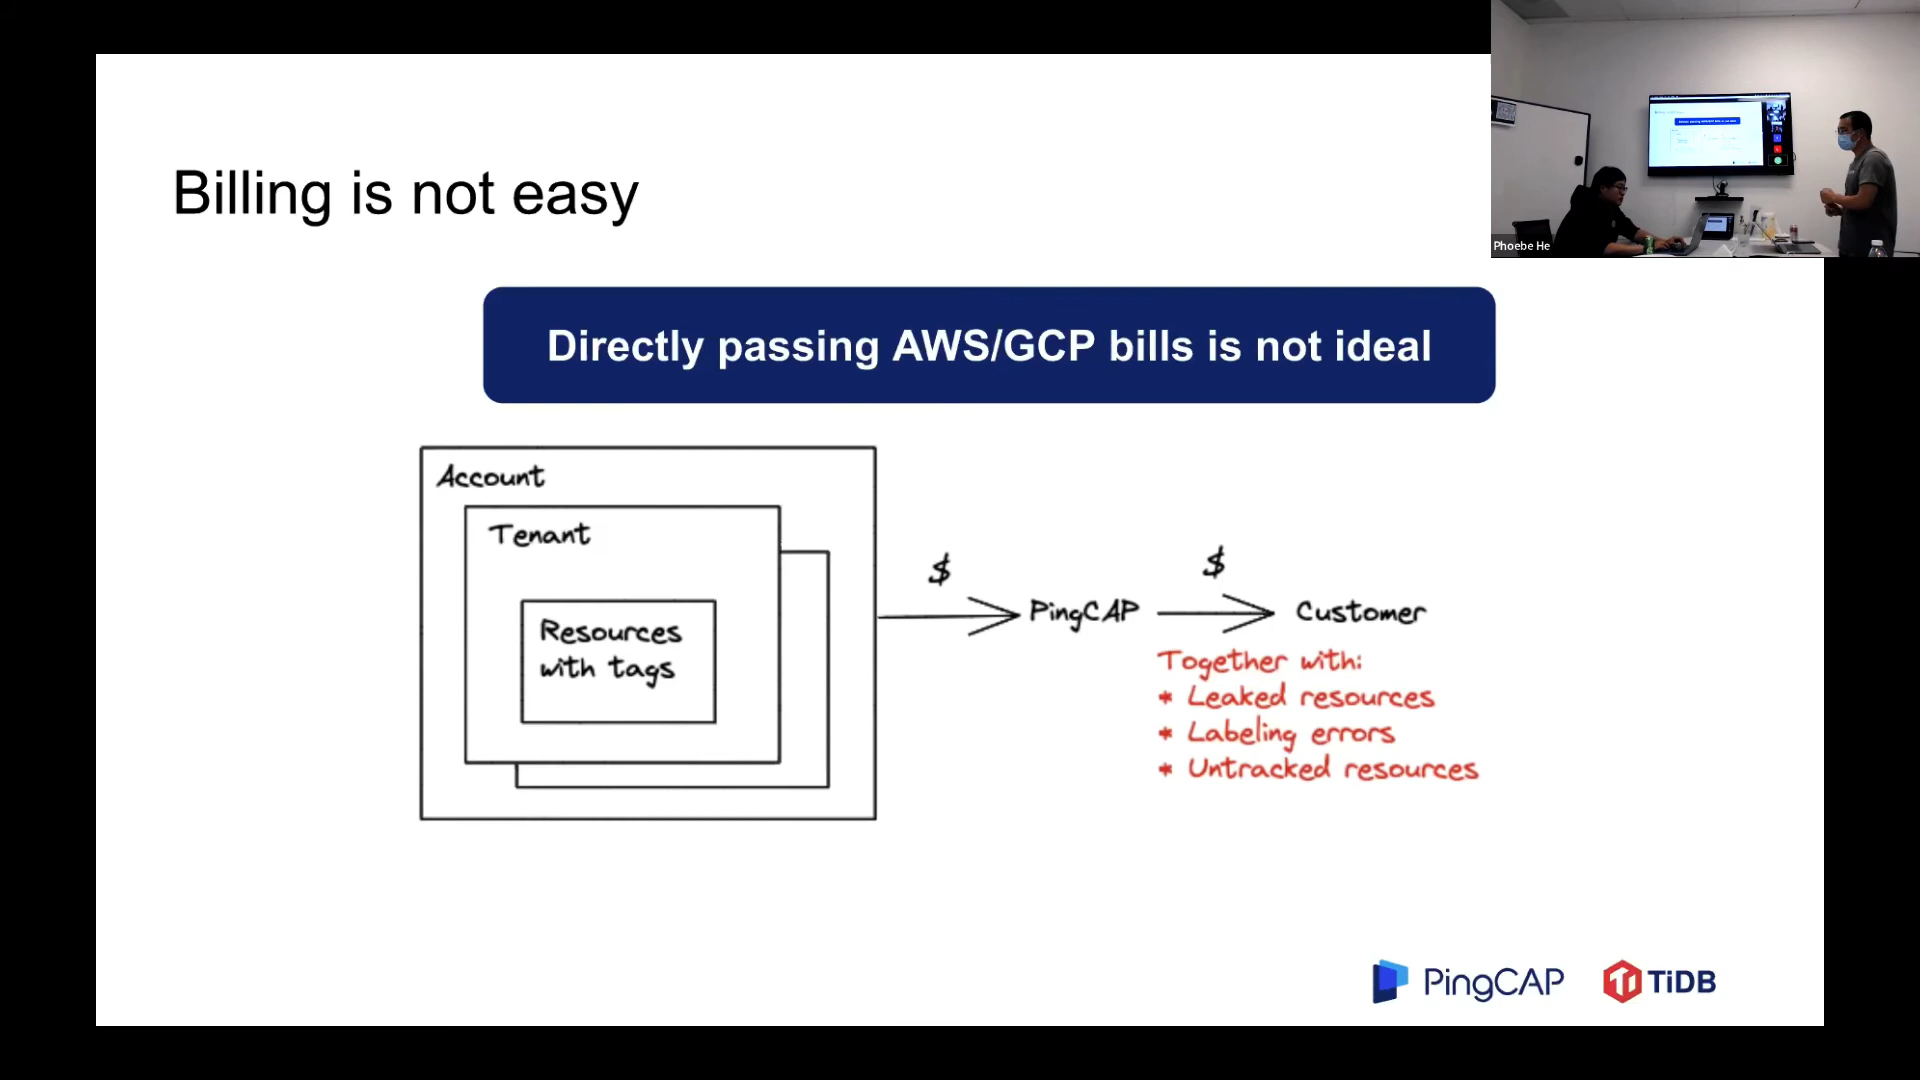 Billing is not easy
Phoebe He
Directly passing AWS/GCP bills is not ideal
Account
Tenant
Resources
with tags
$
PingCAP
$
Customer
Together with:
* Leaked resources
* Labeling errors
* Untracked resources
PingCAP
TiDB